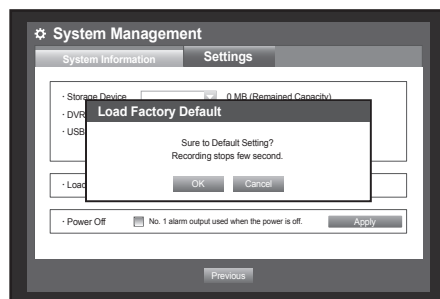 System Management
System Information
Settings
· Storage Device
0 MB (Remained Capacity)
· DVR
· USB
Load Factory Default
Sure to Default Setting?
Recording stops few second.
OK
Cancel
· Load
· Power Off
No. 1 alarm output used when the power is off.
Apply
Previous